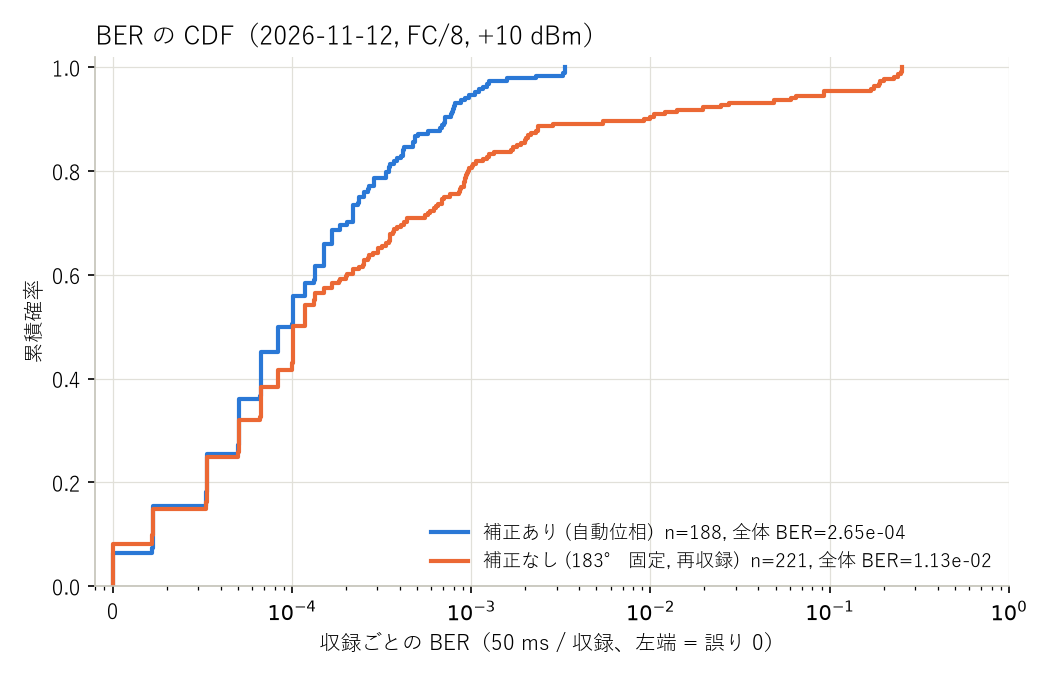 BER の CDF（2026-11-12, FC/8, +10 dBm）
累積確率
1.0
0.8
0.6
0.4
0.2
0.0
補正あり (自動位相) n=188, 全体 BER=2.65e-04
補正なし (183° 固定, 再収録) n=221, 全体 BER=1.13e-02
0 10⁻⁴ 10⁻³ 10⁻² 10⁻¹ 10⁰
収録ごとの BER（50 ms / 収録、左端 = 誤り 0）